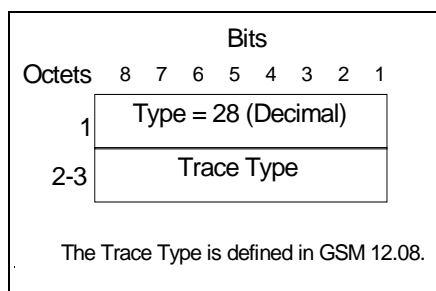 Bits
Octets 8 7 6 5 4 3 2 1
1 Type = 28 (Decimal)
2-3 Trace Type
The Trace Type is defined in GSM 12.08.